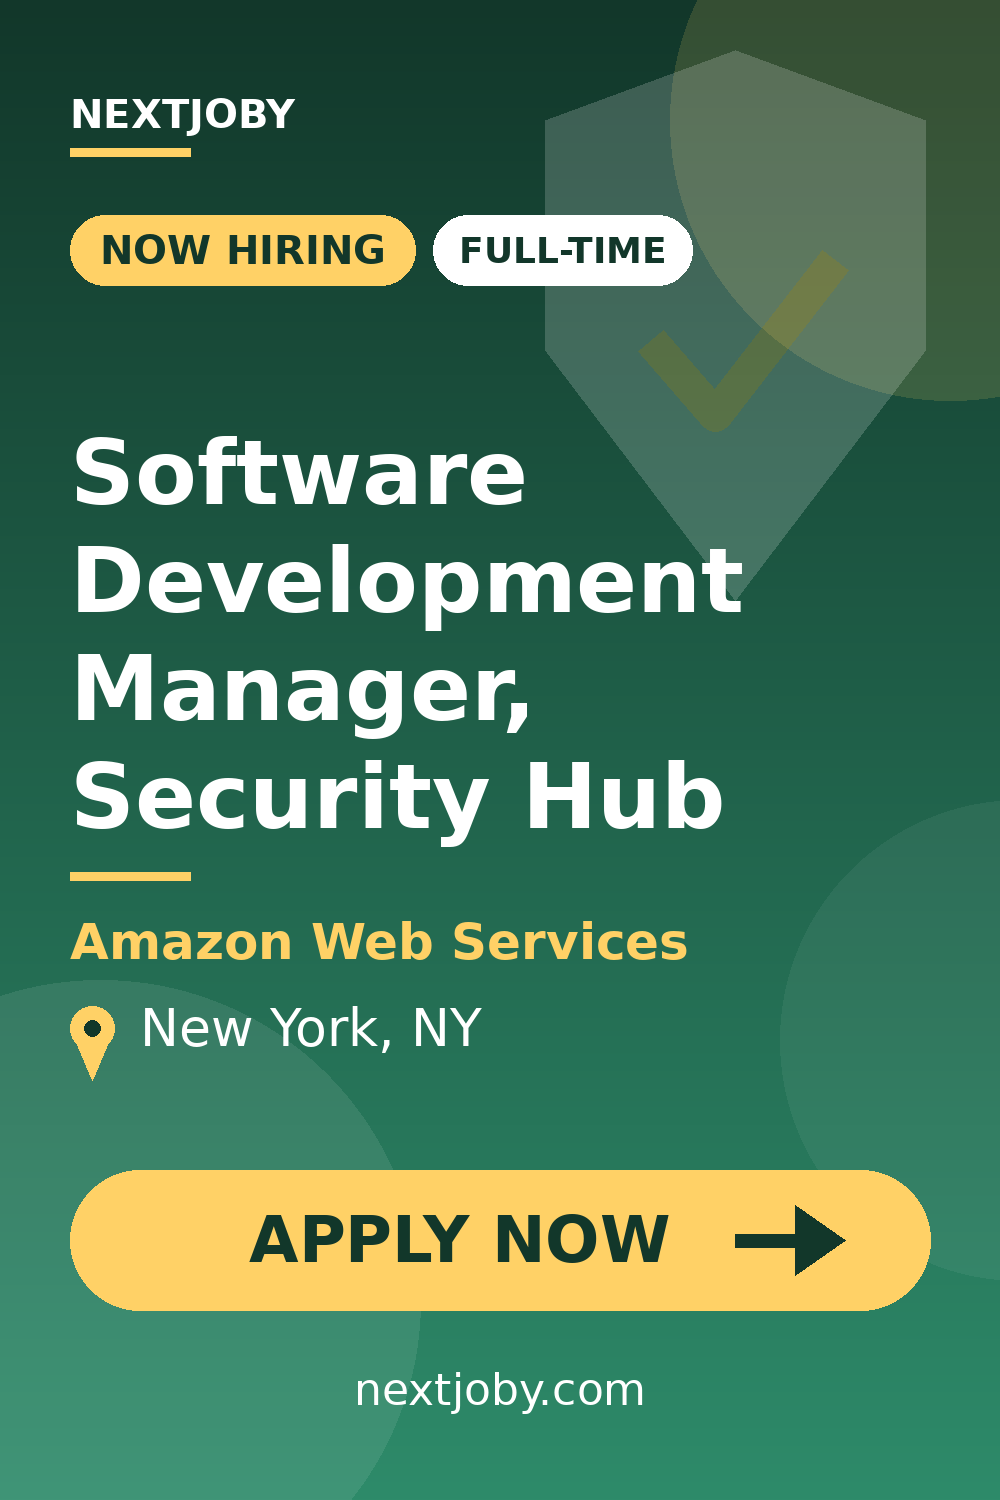 NEXTJOBY
NOW HIRING
FULL-TIME
Software
Development
Manager,
Security Hub
Amazon Web Services
New York, NY
APPLY NOW
nextjoby.com